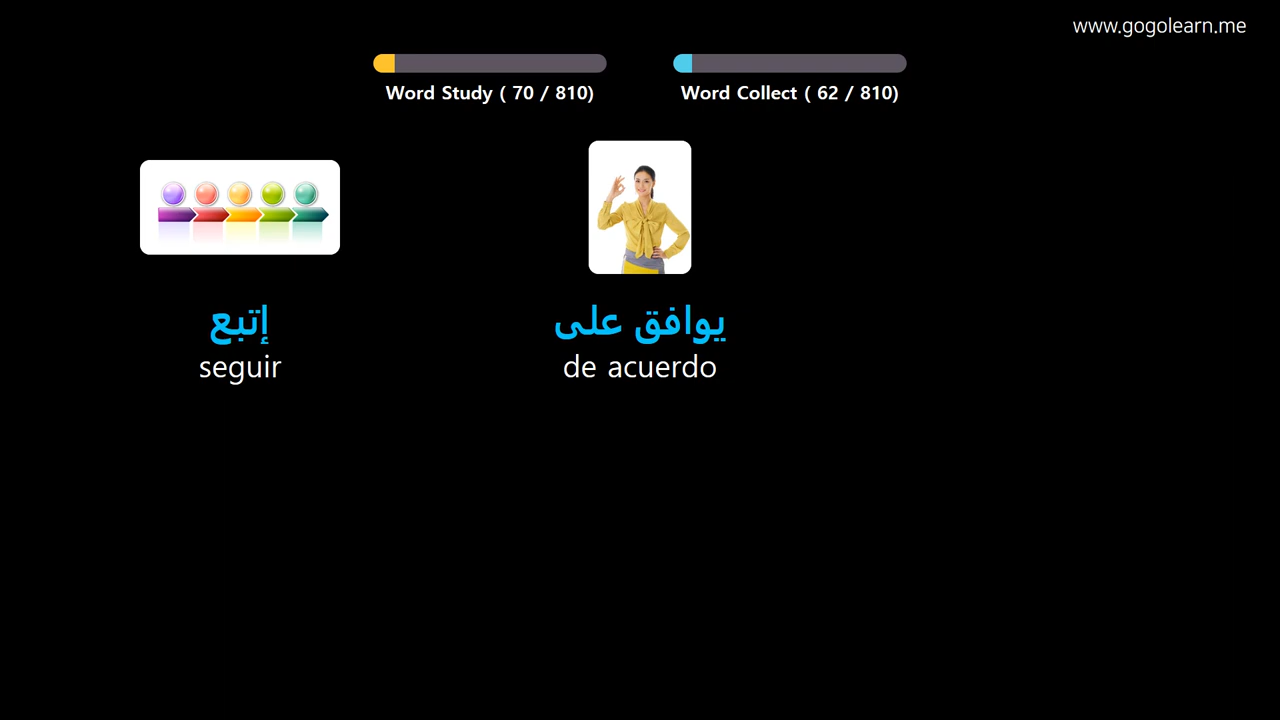 www.gogolearn.me
Word Study ( 70 / 810)
Word Collect ( 62 / 810)
إتبع
seguir
يوافق على
de acuerdo